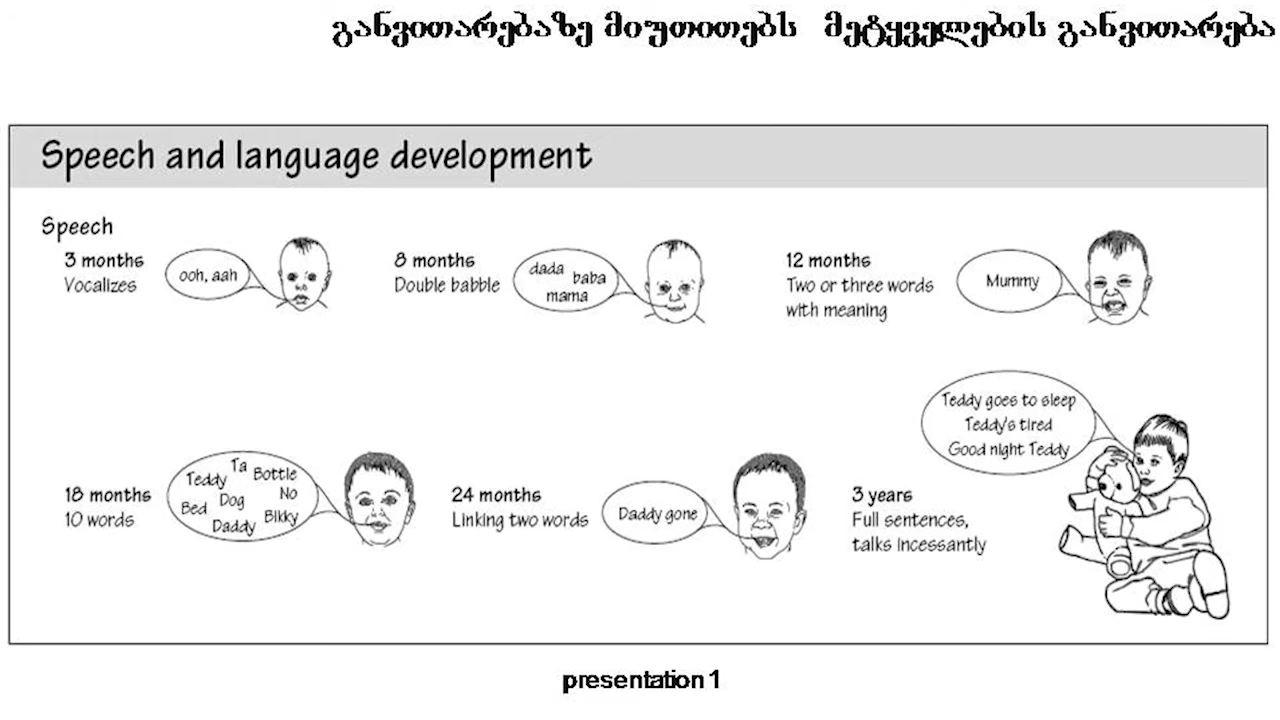 განვითარებაზე მიუთითებს მეტყველების განვითარება
Speech and language development
Speech
3 months
Vocalizes
ooh, aah
8 months
Double babble
dada
baba
mama
12 months
Two or three words
with meaning
Mummy
18 months
10 words
Ta
Teddy
Bottle
Bed
Dog
No
Daddy
Bikky
24 months
Linking two words
Daddy gone
3 years
Full sentences,
talks incessantly
Teddy goes to sleep
Teddy's tired
Good night Teddy
presentation 1